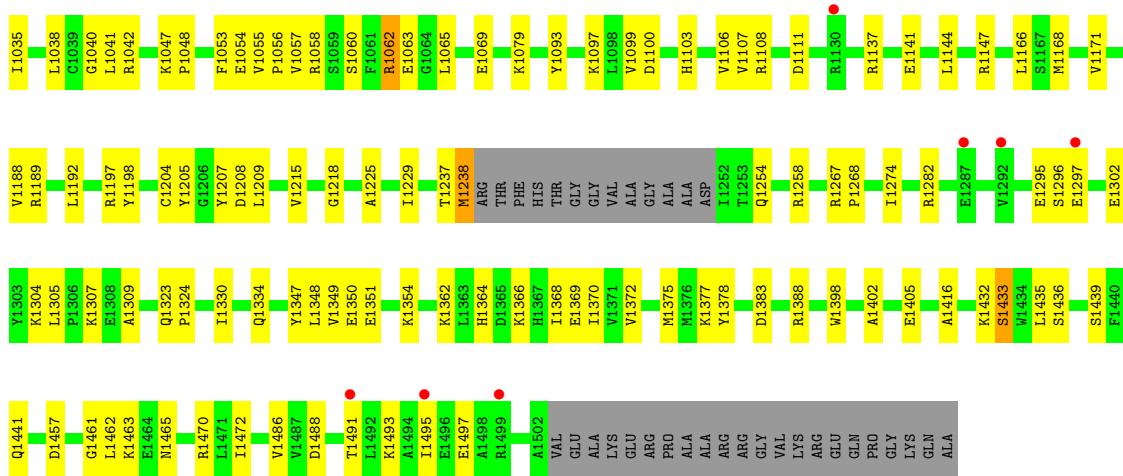 I1035 L1038 C1039 G1040 L1041 R1042 K1047 P1048 F1053 E1054 V1055 P1056 V1057 R1058 S1059 S1060 F1061 R1062 E1063 G1064 L1065 E1069 K1079 Y1093 K1097 L1098 V1099 D1100 H1103 V1106 V1107 R1108 D1111 R1130 R1137 E1141 L1144 R1147 L1166 S1167 M1168 V1171
V1188 R1189 L1192 R1197 Y1198 C1204 Y1205 G1206 Y1207 D1208 L1209 V1215 G1218 A1225 I1229 T1237 M1238 ARG THR PHE HIS THR GLY GLY VAL ALA GLY ALA ALA ASP I1252 T1253 Q1254 R1258 R1267 P1268 I1274 R1282 E1287 V1292 E1295 S1296 E1297 E1302
Y1303 K1304 L1305 P1306 K1307 E1308 A1309 Q1323 P1324 I1330 Q1334 Y1347 L1348 V1349 E1350 E1351 K1354 K1362 L1363 H1364 D1365 K1366 H1367 I1368 E1369 I1370 V1371 V1372 M1375 M1376 K1377 Y1378 D1383 R1388 W1398 A1402 E1405 A1416 K1432 S1433 W1434 L1435 S1436 S1439 F1440
Q1441 D1457 G1461 L1462 K1463 E1464 N1465 R1470 L1471 I1472 V1486 V1487 D1488 T1491 L1492 K1493 A1494 I1495 E1496 E1497 A1498 R1499 A1502 VAL GLU ALA LYS GLU ARG PRO ALA ALA ARG ARG GLY VAL LYS ARG GLU GLN PRO GLY LYS GLN ALA